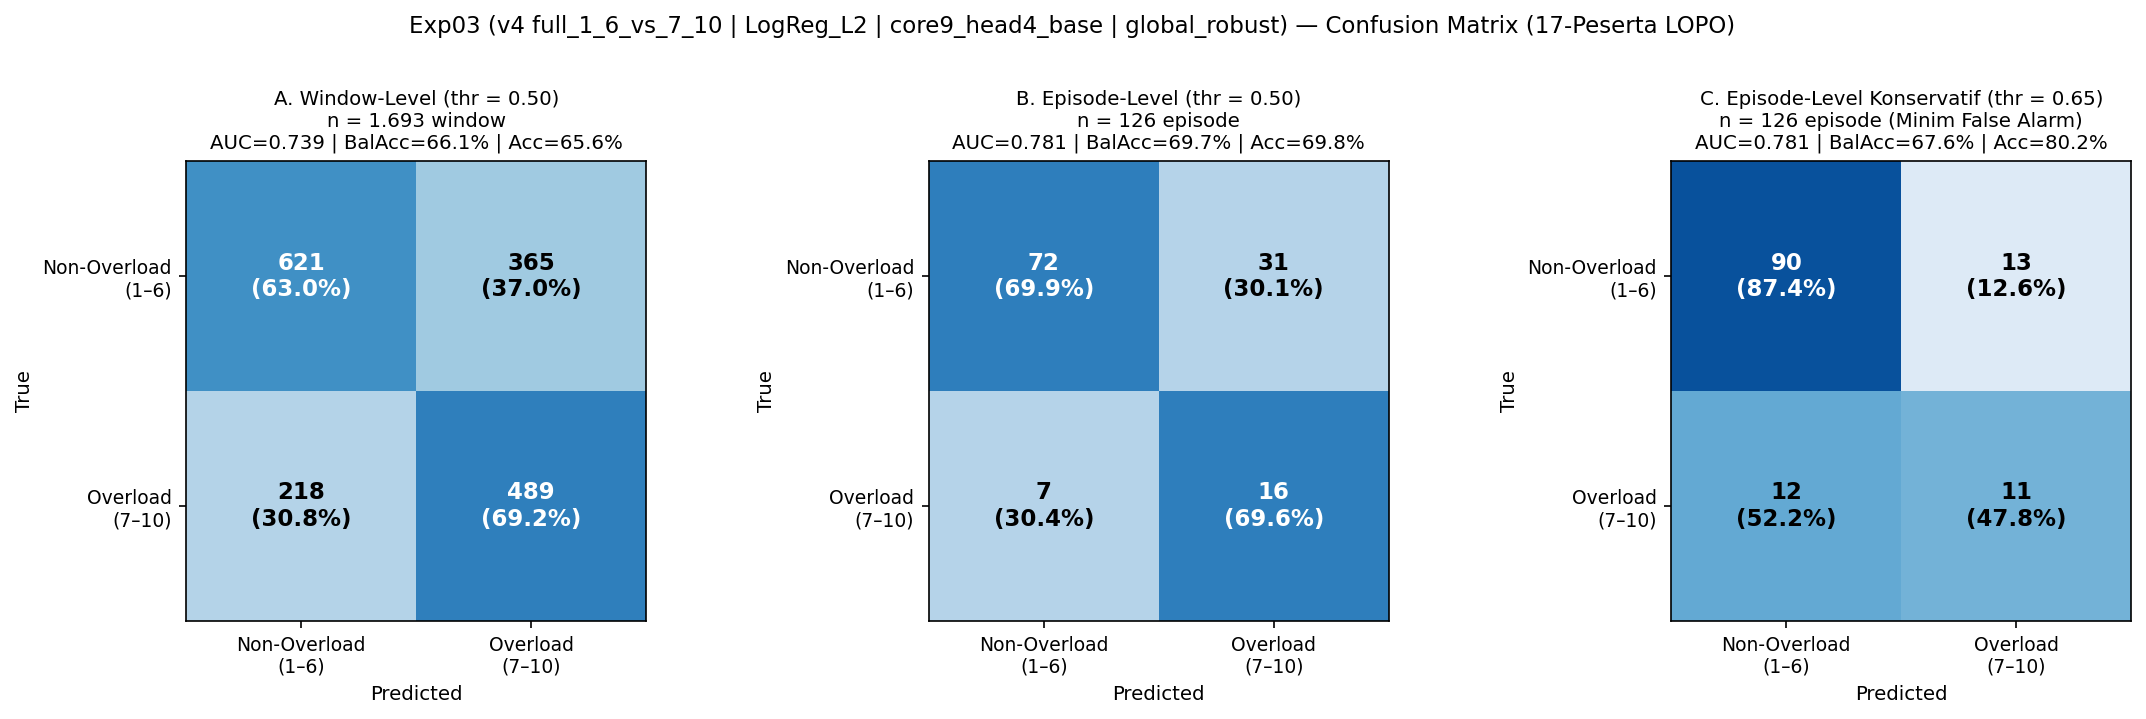 Exp03 (v4 full_1_6_vs_7_10 | LogReg_L2 | core9_head4_base | global_robust) — Confusion Matrix (17-Peserta LOPO)
A. Window-Level (thr = 0.50)
n = 1.693 window
AUC=0.739 | BalAcc=66.1% | Acc=65.6%
True
Non-Overload
(1–6)
621
(63.0%)
365
(37.0%)
Overload
(7–10)
218
(30.8%)
489
(69.2%)
Non-Overload
(1–6)
Overload
(7–10)
Predicted
B. Episode-Level (thr = 0.50)
n = 126 episode
AUC=0.781 | BalAcc=69.7% | Acc=69.8%
True
Non-Overload
(1–6)
72
(69.9%)
31
(30.1%)
Overload
(7–10)
7
(30.4%)
16
(69.6%)
Non-Overload
(1–6)
Overload
(7–10)
Predicted
C. Episode-Level Konservatif (thr = 0.65)
n = 126 episode (Minim False Alarm)
AUC=0.781 | BalAcc=67.6% | Acc=80.2%
True
Non-Overload
(1–6)
90
(87.4%)
13
(12.6%)
Overload
(7–10)
12
(52.2%)
11
(47.8%)
Non-Overload
(1–6)
Overload
(7–10)
Predicted